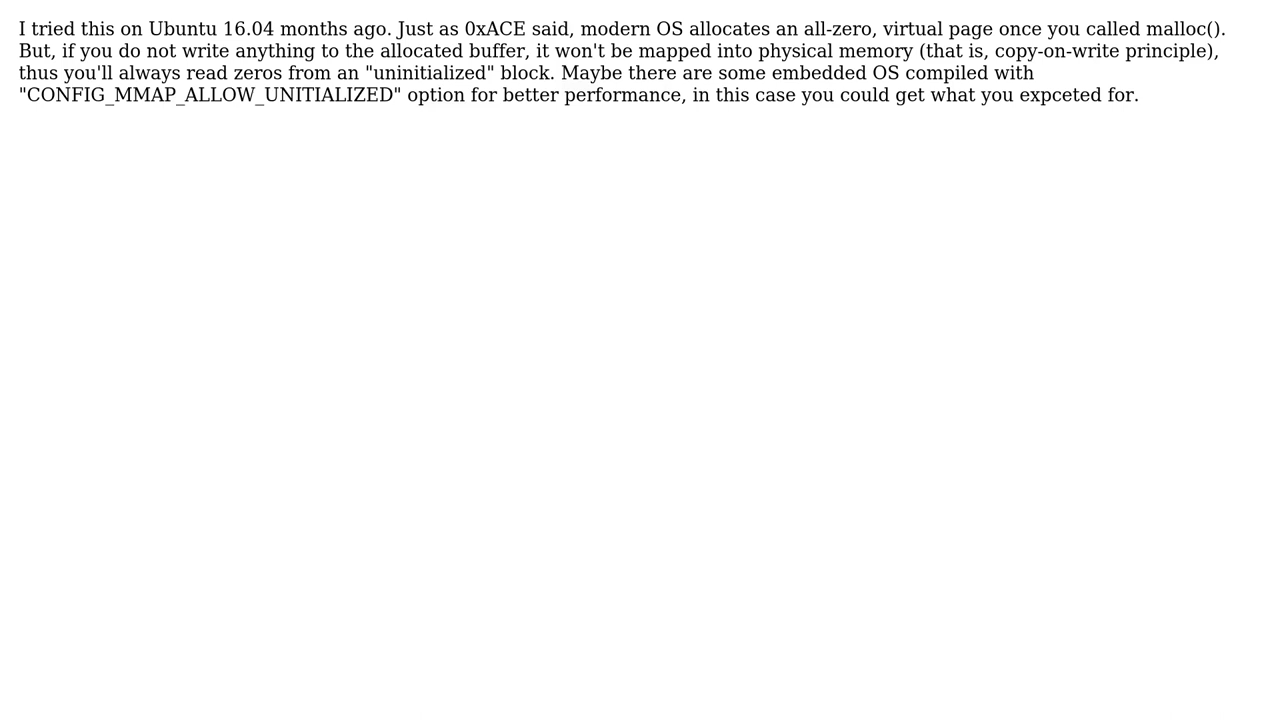 I tried this on Ubuntu 16.04 months ago. Just as 0xACE said, modern OS allocates an all-zero, virtual page once you called malloc().
But, if you do not write anything to the allocated buffer, it won't be mapped into physical memory (that is, copy-on-write principle),
thus you'll always read zeros from an "uninitialized" block. Maybe there are some embedded OS compiled with
"CONFIG_MMAP_ALLOW_UNITIALIZED" option for better performance, in this case you could get what you expceted for.